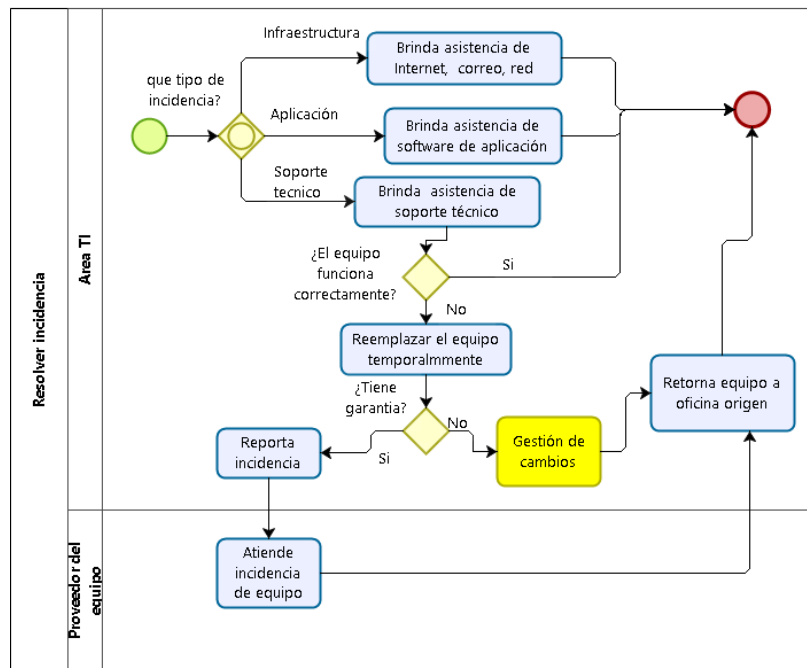 Resolver incidencia
Area TI
Proveedor del
equipo
que tipo de
incidencia?
Infraestructura
Brinda asistencia de
Internet,  correo, red
Aplicación
Brinda asistencia de
software de aplicación
Soporte
tecnico
Brinda  asistencia de
soporte técnico
¿El equipo
funciona
correctamente?
Si
No
Reemplazar el equipo
temporalmmente
¿Tiene
garantia?
Si
No
Reporta
incidencia
Gestión de
cambios
Retorna equipo a
oficina origen
Atiende
incidencia
de equipo